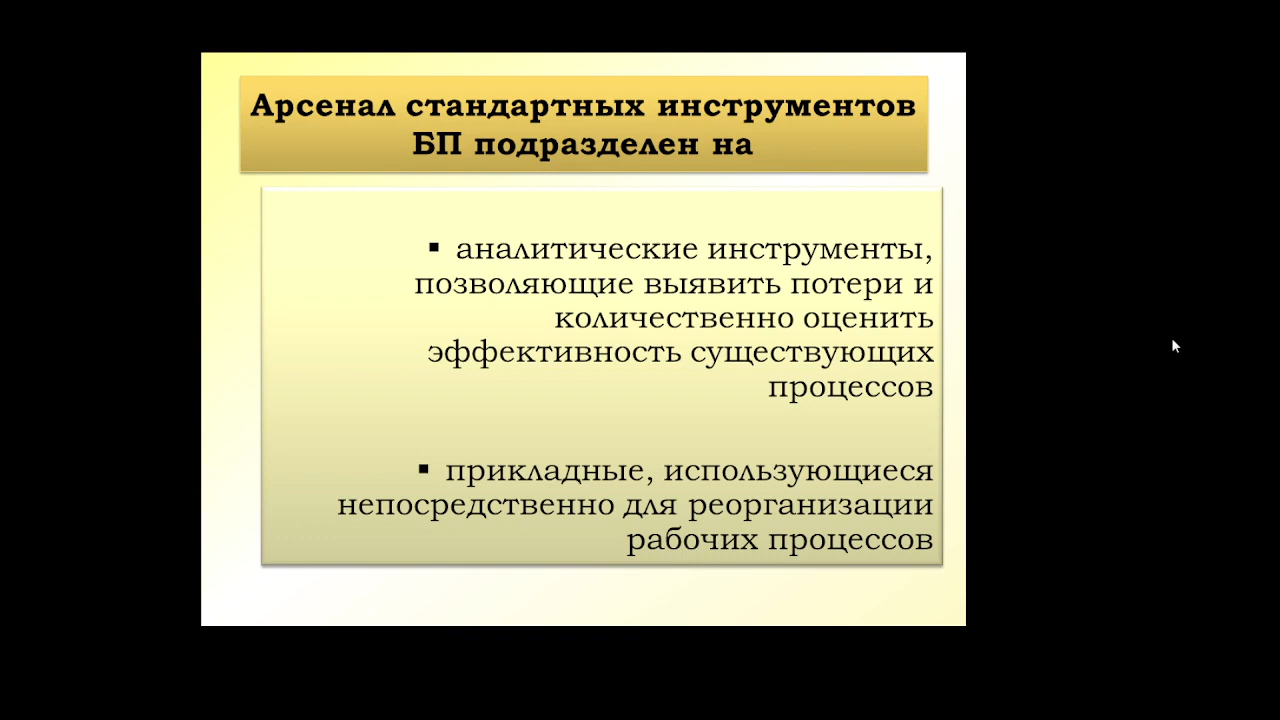 Арсенал стандартных инструментов
БП подразделен на
▪ аналитические инструменты,
позволяющие выявить потери и
количественно оценить
эффективность существующих
процессов
▪ прикладные, использующиеся
непосредственно для реорганизации
рабочих процессов